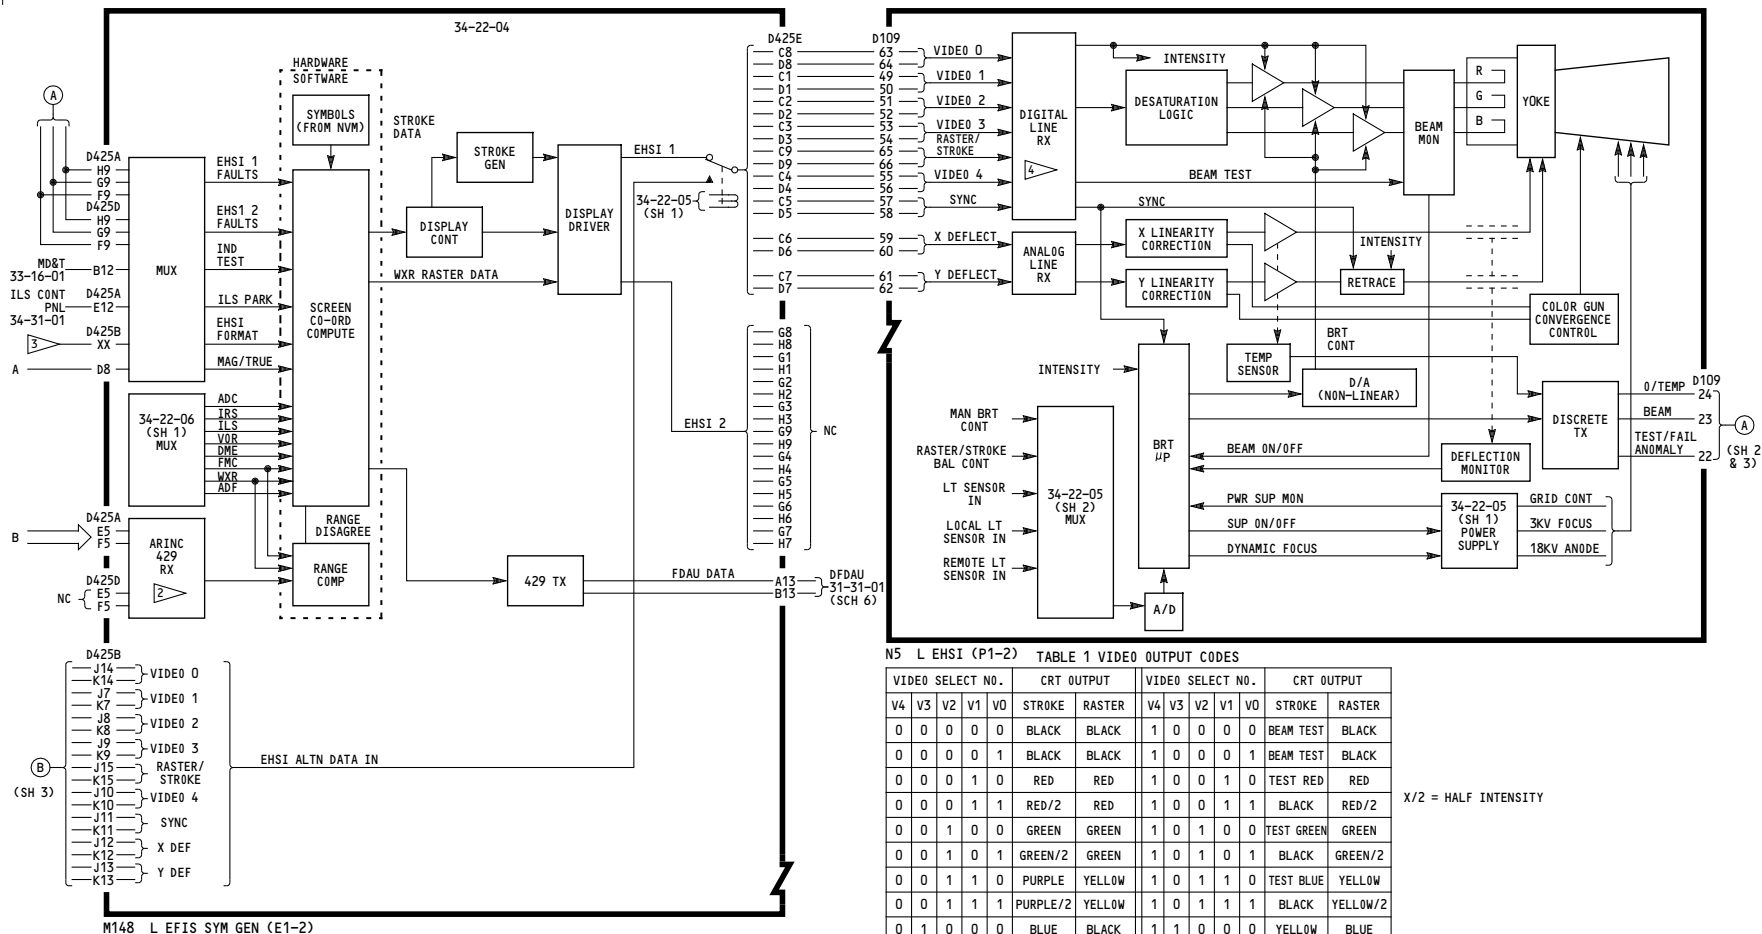 34-22-04
HARDWARE
SOFTWARE
SYMBOLS
(FROM NVM)
STROKE
DATA
STROKE
GEN
DISPLAY
CONT
DISPLAY
DRIVER
EHSI 1
34-22-05
(SH 1)
A
D425A
H9
G9
F9
D425D
H9
G9
F9
MD&T
33-16-01
B12
ILS CONT
PNL
34-31-01
D425A
E12
D425B
3
XX
A
D8
MUX
EHSI 1
FAULTS
EHS1 2
FAULTS
IND
TEST
ILS PARK
EHSI
FORMAT
MAG/TRUE
SCREEN
CO-ORD
COMPUTE
WXR RASTER DATA
34-22-06
(SH 1)
MUX
ADC
IRS
ILS
VOR
DME
FMC
WXR
ADF
RANGE
DISAGREE
B
D425A
E5
F5
D425D
NC
E5
F5
ARINC
429
RX
2
RANGE
COMP
429 TX
FDAU DATA
A13
B13
DFDAU
31-31-01
(SCH 6)
EHSI 2
D425E
C8
D8
C1
D1
C2
D2
C3
D3
C9
D9
C4
D4
C5
D5
C6
D6
C7
D7
G8
H8
G1
H1
G2
H2
G3
H3
G9
H9
G4
H4
G5
H5
G6
H6
G7
H7
NC
D425B
J14
K14
VIDEO 0
J7
K7
VIDEO 1
J8
K8
VIDEO 2
J9
K9
VIDEO 3
J15
K15
RASTER/
STROKE
J10
K10
VIDEO 4
J11
K11
SYNC
J12
K12
X DEF
J13
K13
Y DEF
B
(SH 3)
EHSI ALTN DATA IN
M148 L EFIS SYM GEN (E1-2)
D109
63
64
49
50
51
52
53
54
65
66
55
56
57
58
59
60
61
62
VIDEO 0
VIDEO 1
VIDEO 2
VIDEO 3
RASTER/
STROKE
VIDEO 4
SYNC
X DEFLECT
Y DEFLECT
DIGITAL
LINE
RX
4
ANALOG
LINE
RX
INTENSITY
DESATURATION
LOGIC
BEAM TEST
SYNC
X LINEARITY
CORRECTION
Y LINEARITY
CORRECTION
BEAM
MON
R
G
B
YOKE
INTENSITY
RETRACE
COLOR GUN
CONVERGENCE
CONTROL
TEMP
SENSOR
BRT
CONT
D/A
(NON-LINEAR)
INTENSITY
MAN BRT
CONT
RASTER/STROKE
BAL CONT
LT SENSOR
IN
LOCAL LT
SENSOR IN
REMOTE LT
SENSOR IN
34-22-05
(SH 2)
MUX
BRT
µP
A/D
BEAM ON/OFF
DEFLECTION
MONITOR
PWR SUP MON
SUP ON/OFF
DYNAMIC FOCUS
34-22-05
(SH 1)
POWER
SUPPLY
GRID CONT
3KV FOCUS
18KV ANODE
DISCRETE
TX
O/TEMP
D109
24
BEAM
23
TEST/FAIL
ANOMALY
22
A
(SH 2
& 3)
N5 L EHSI (P1-2) TABLE 1 VIDEO OUTPUT CODES
VIDEO SELECT NO. CRT OUTPUT VIDEO SELECT NO. CRT OUTPUT
V4 V3 V2 V1 V0 STROKE RASTER V4 V3 V2 V1 V0 STROKE RASTER
0 0 0 0 0 BLACK BLACK 1 0 0 0 0 BEAM TEST BLACK
0 0 0 0 1 BLACK BLACK 1 0 0 0 1 BEAM TEST BLACK
0 0 0 1 0 RED RED 1 0 0 1 0 TEST RED RED
0 0 0 1 1 RED/2 RED 1 0 0 1 1 BLACK RED/2
0 0 1 0 0 GREEN GREEN 1 0 1 0 0 TEST GREEN GREEN
0 0 1 0 1 GREEN/2 GREEN 1 0 1 0 1 BLACK GREEN/2
0 0 1 1 0 PURPLE YELLOW 1 0 1 1 0 TEST BLUE YELLOW
0 0 1 1 1 PURPLE/2 YELLOW 1 0 1 1 1 BLACK YELLOW/2
0 1 0 0 0 BLUE BLACK 1 1 0 0 0 YELLOW BLUE
X/2 = HALF INTENSITY